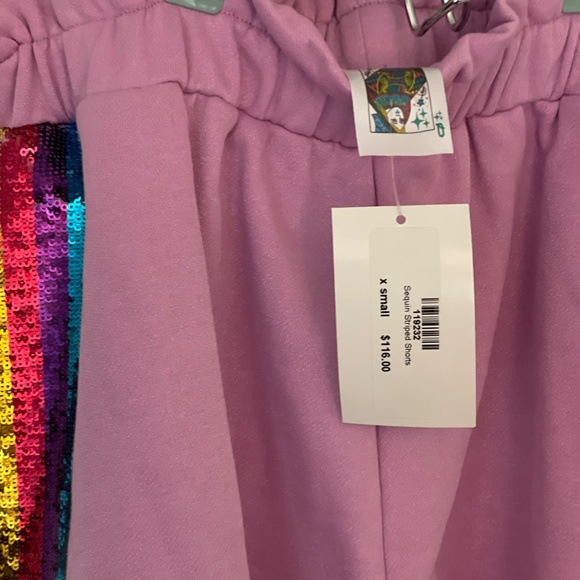 119232
Sequin Striped Shorts
x small $116.00